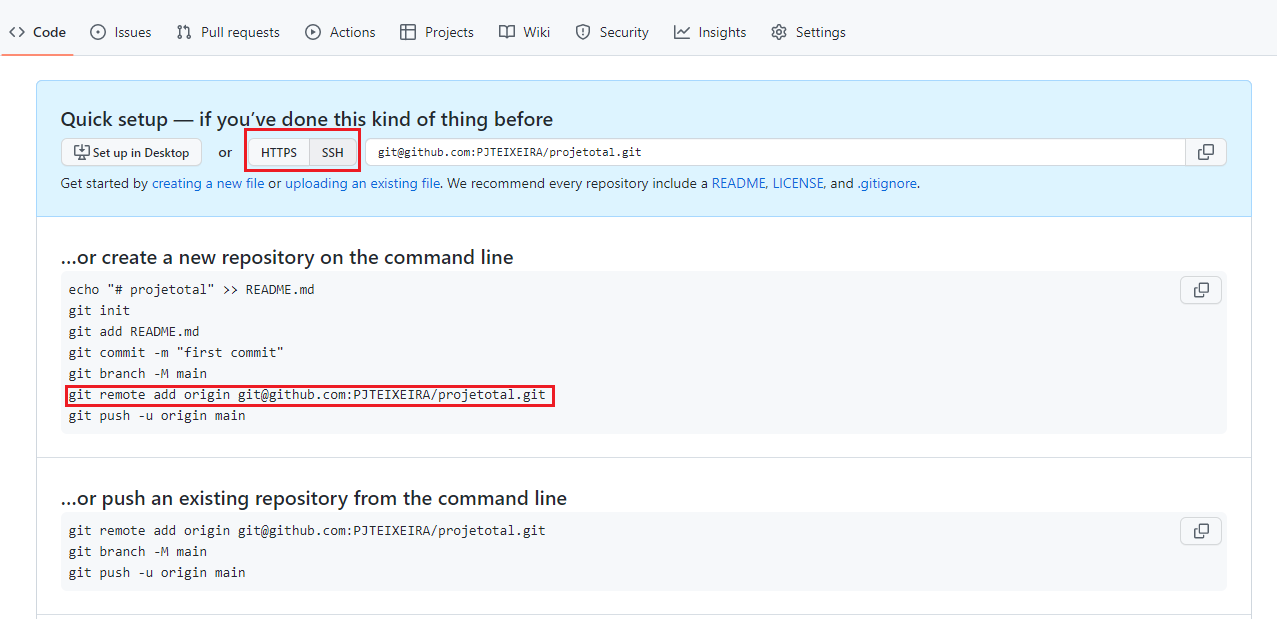 Code Issues Pull requests Actions Projects Wiki Insights Security Settings
Quick setup — if you've done this kind of thing before
Set up in Desktop or HTTPS SSH git@github.com:PJTEIXEIRA/projetotal.git
Get started by creating a new file or uploading an existing file. We recommend every repository include a README, LICENSE, and .gitignore.
...or create a new repository on the command line
echo "# projetotal" >> README.md
git init
git add README.md
git commit -m "first commit"
git branch -M main
git remote add origin git@github.com:PJTEIXEIRA/projetotal.git
git push -u origin main
...or push an existing repository from the command line
git remote add origin git@github.com:PJTEIXEIRA/projetotal.git
git branch -M main
git push -u origin main